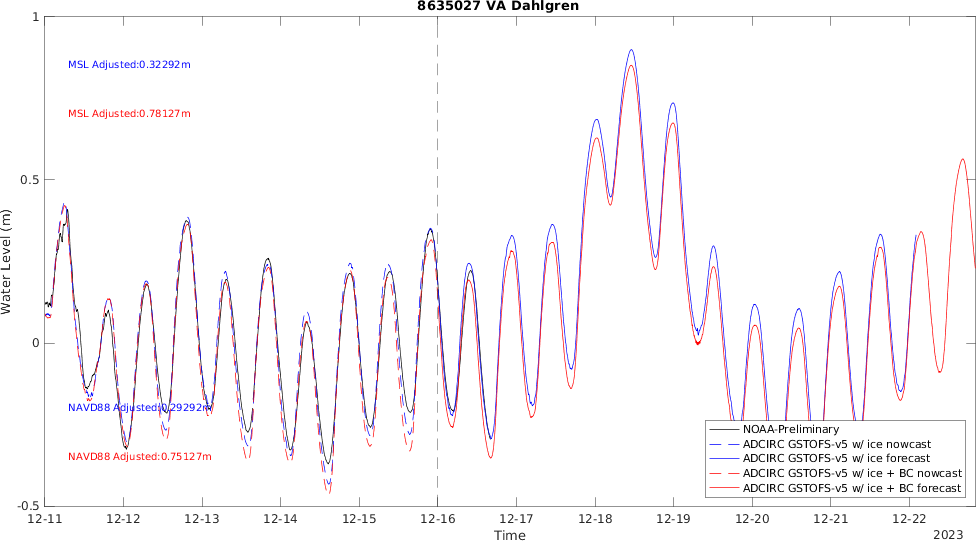 8635027 VA Dahlgren
MSL Adjusted:0.32292m
MSL Adjusted:0.78127m
NAVD88 Adjusted:0.29292m
NAVD88 Adjusted:0.75127m
Water Level (m)
1
0.5
0
-0.5
NOAA-Preliminary
ADCIRC GSTOFS-v5 w/ ice nowcast
ADCIRC GSTOFS-v5 w/ ice forecast
ADCIRC GSTOFS-v5 w/ ice + BC nowcast
ADCIRC GSTOFS-v5 w/ ice + BC forecast
12-11 12-12 12-13 12-14 12-15 12-16 12-17 12-18 12-19 12-20 12-21 12-22
Time
2023